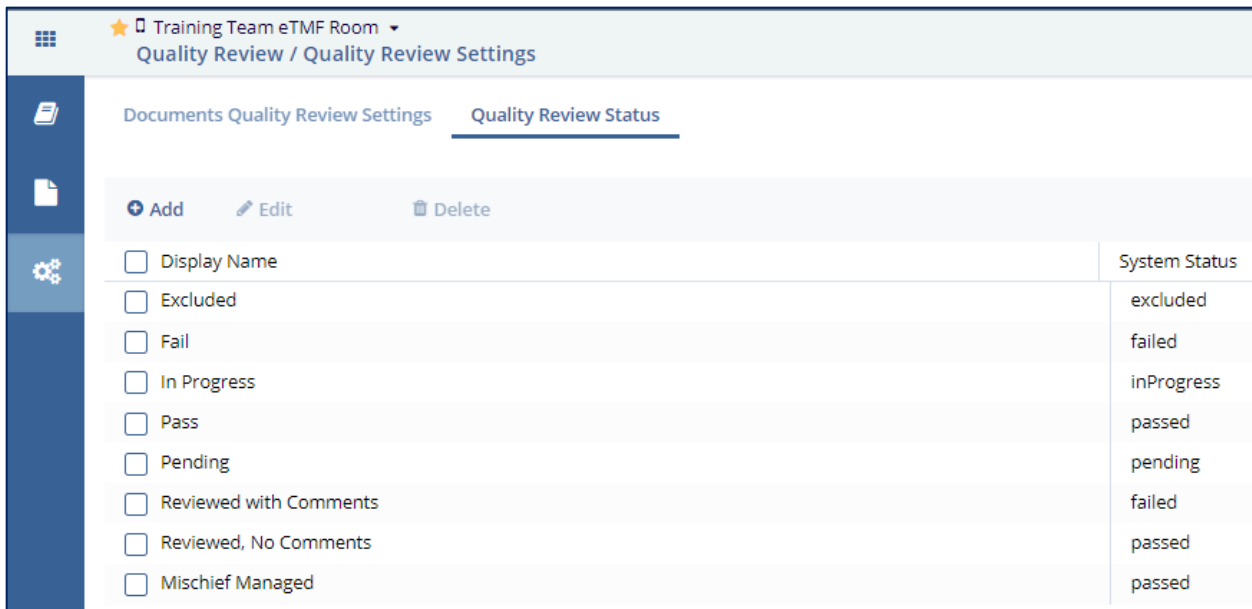 Training Team eTMF Room
Quality Review / Quality Review Settings
Documents Quality Review Settings Quality Review Status
Add Edit Delete
Display Name System Status
Excluded excluded
Fail failed
In Progress inProgress
Pass passed
Pending pending
Reviewed with Comments failed
Reviewed, No Comments passed
Mischief Managed passed